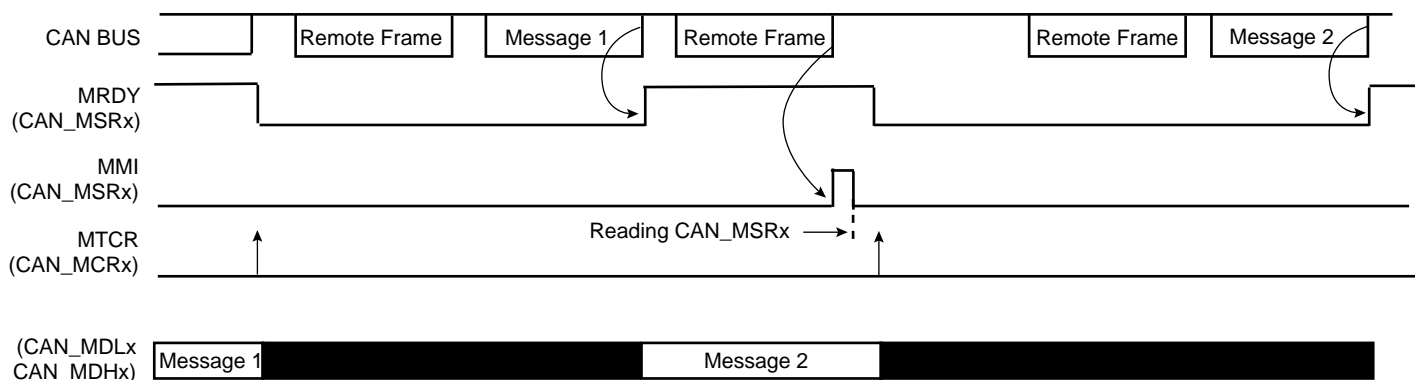 CAN BUS
Remote Frame
Message 1
Remote Frame
Remote Frame
Message 2
MRDY
(CAN_MSRx)
MMI
(CAN_MSRx)
Reading CAN_MSRx
MTCR
(CAN_MCRx)
(CAN_MDLx
CAN_MDHx)
Message 1
Message 2